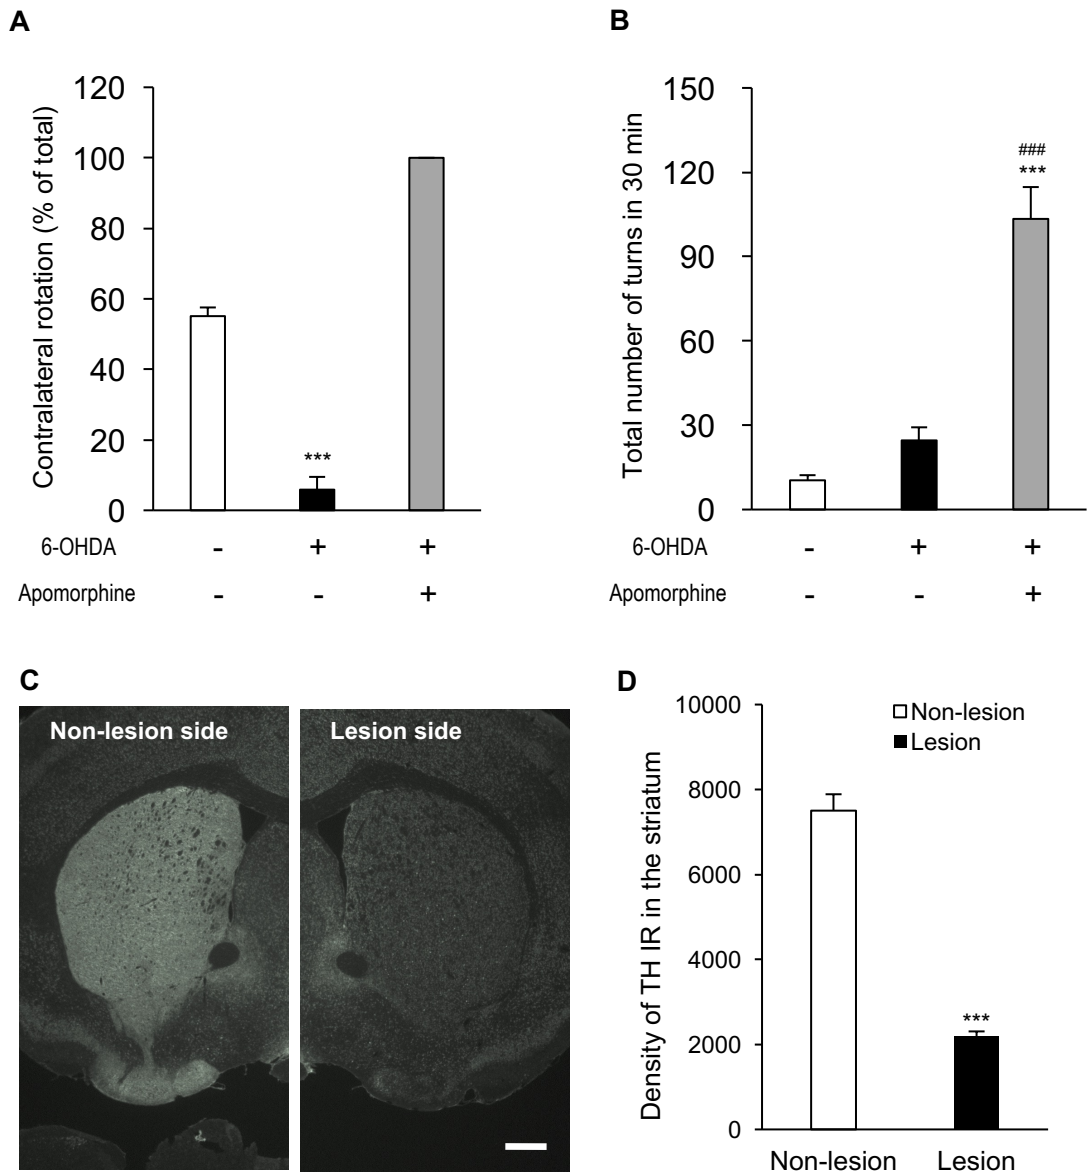 A
Contralateral rotation (% of total)
120
100
80
60
40
20
0
***
6-OHDA - + +
Apomorphine - - +
B
Total number of turns in 30 min
150
120
90
60
30
0
###
***
6-OHDA - + +
Apomorphine - - +
C
Non-lesion side
Lesion side
D
Density of TH IR in the striatum
10000
8000
6000
4000
2000
0
Non-lesion
Lesion
***
Non-lesion Lesion